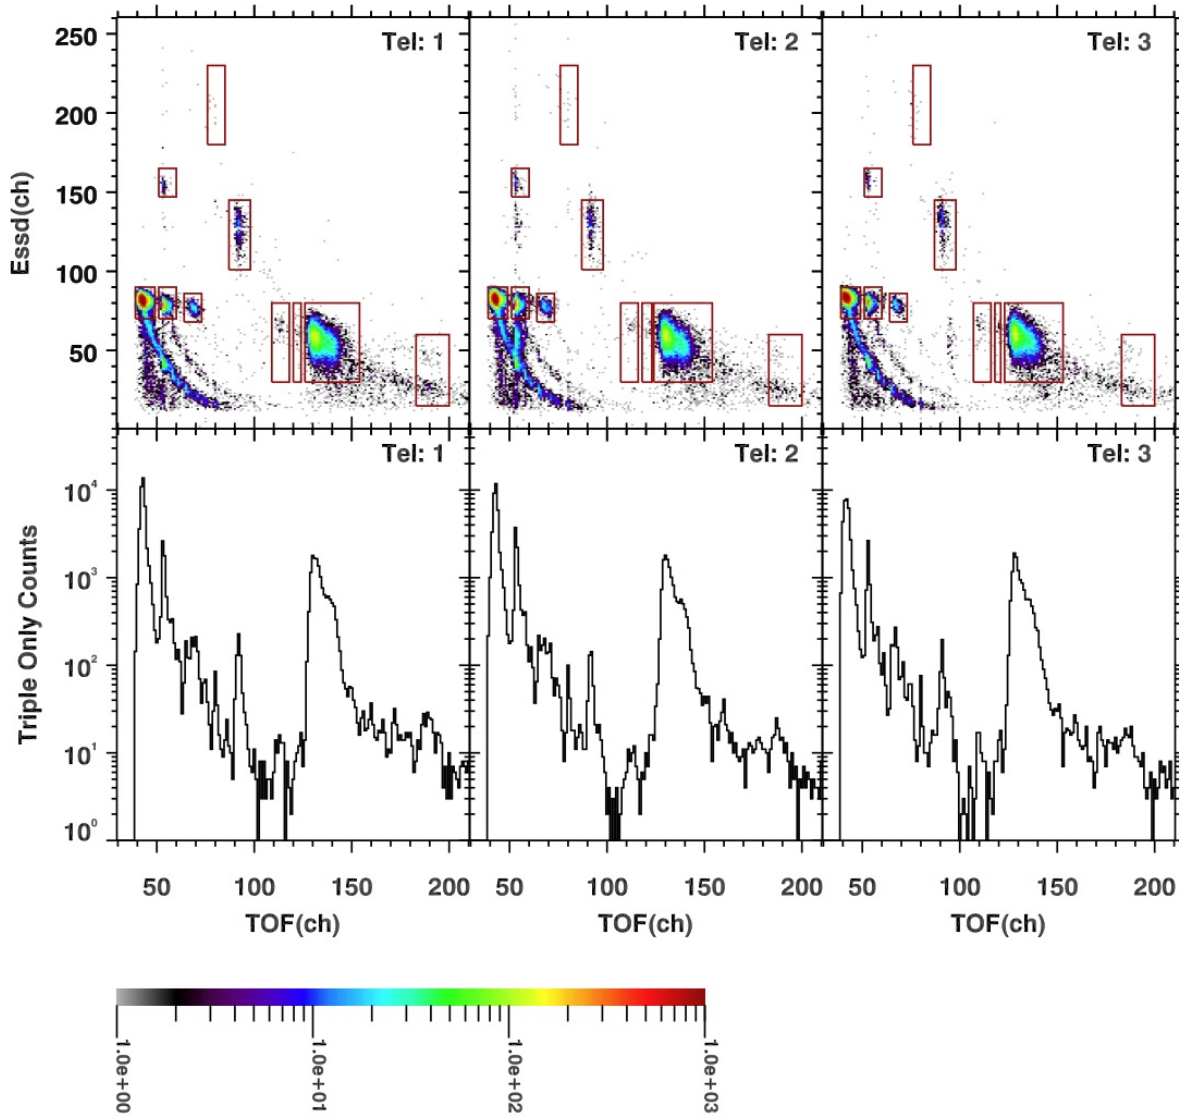 Tel: 1 Tel: 2 Tel: 3
250
200
150
100
50
Essd(ch)
Tel: 1 Tel: 2 Tel: 3
10⁴
10³
10²
10¹
10⁰
Triple Only Counts
50 100 150 200 50 100 150 200 50 100 150 200
TOF(ch) TOF(ch) TOF(ch)
1.0e+00 1.0e+01 1.0e+02 1.0e+03